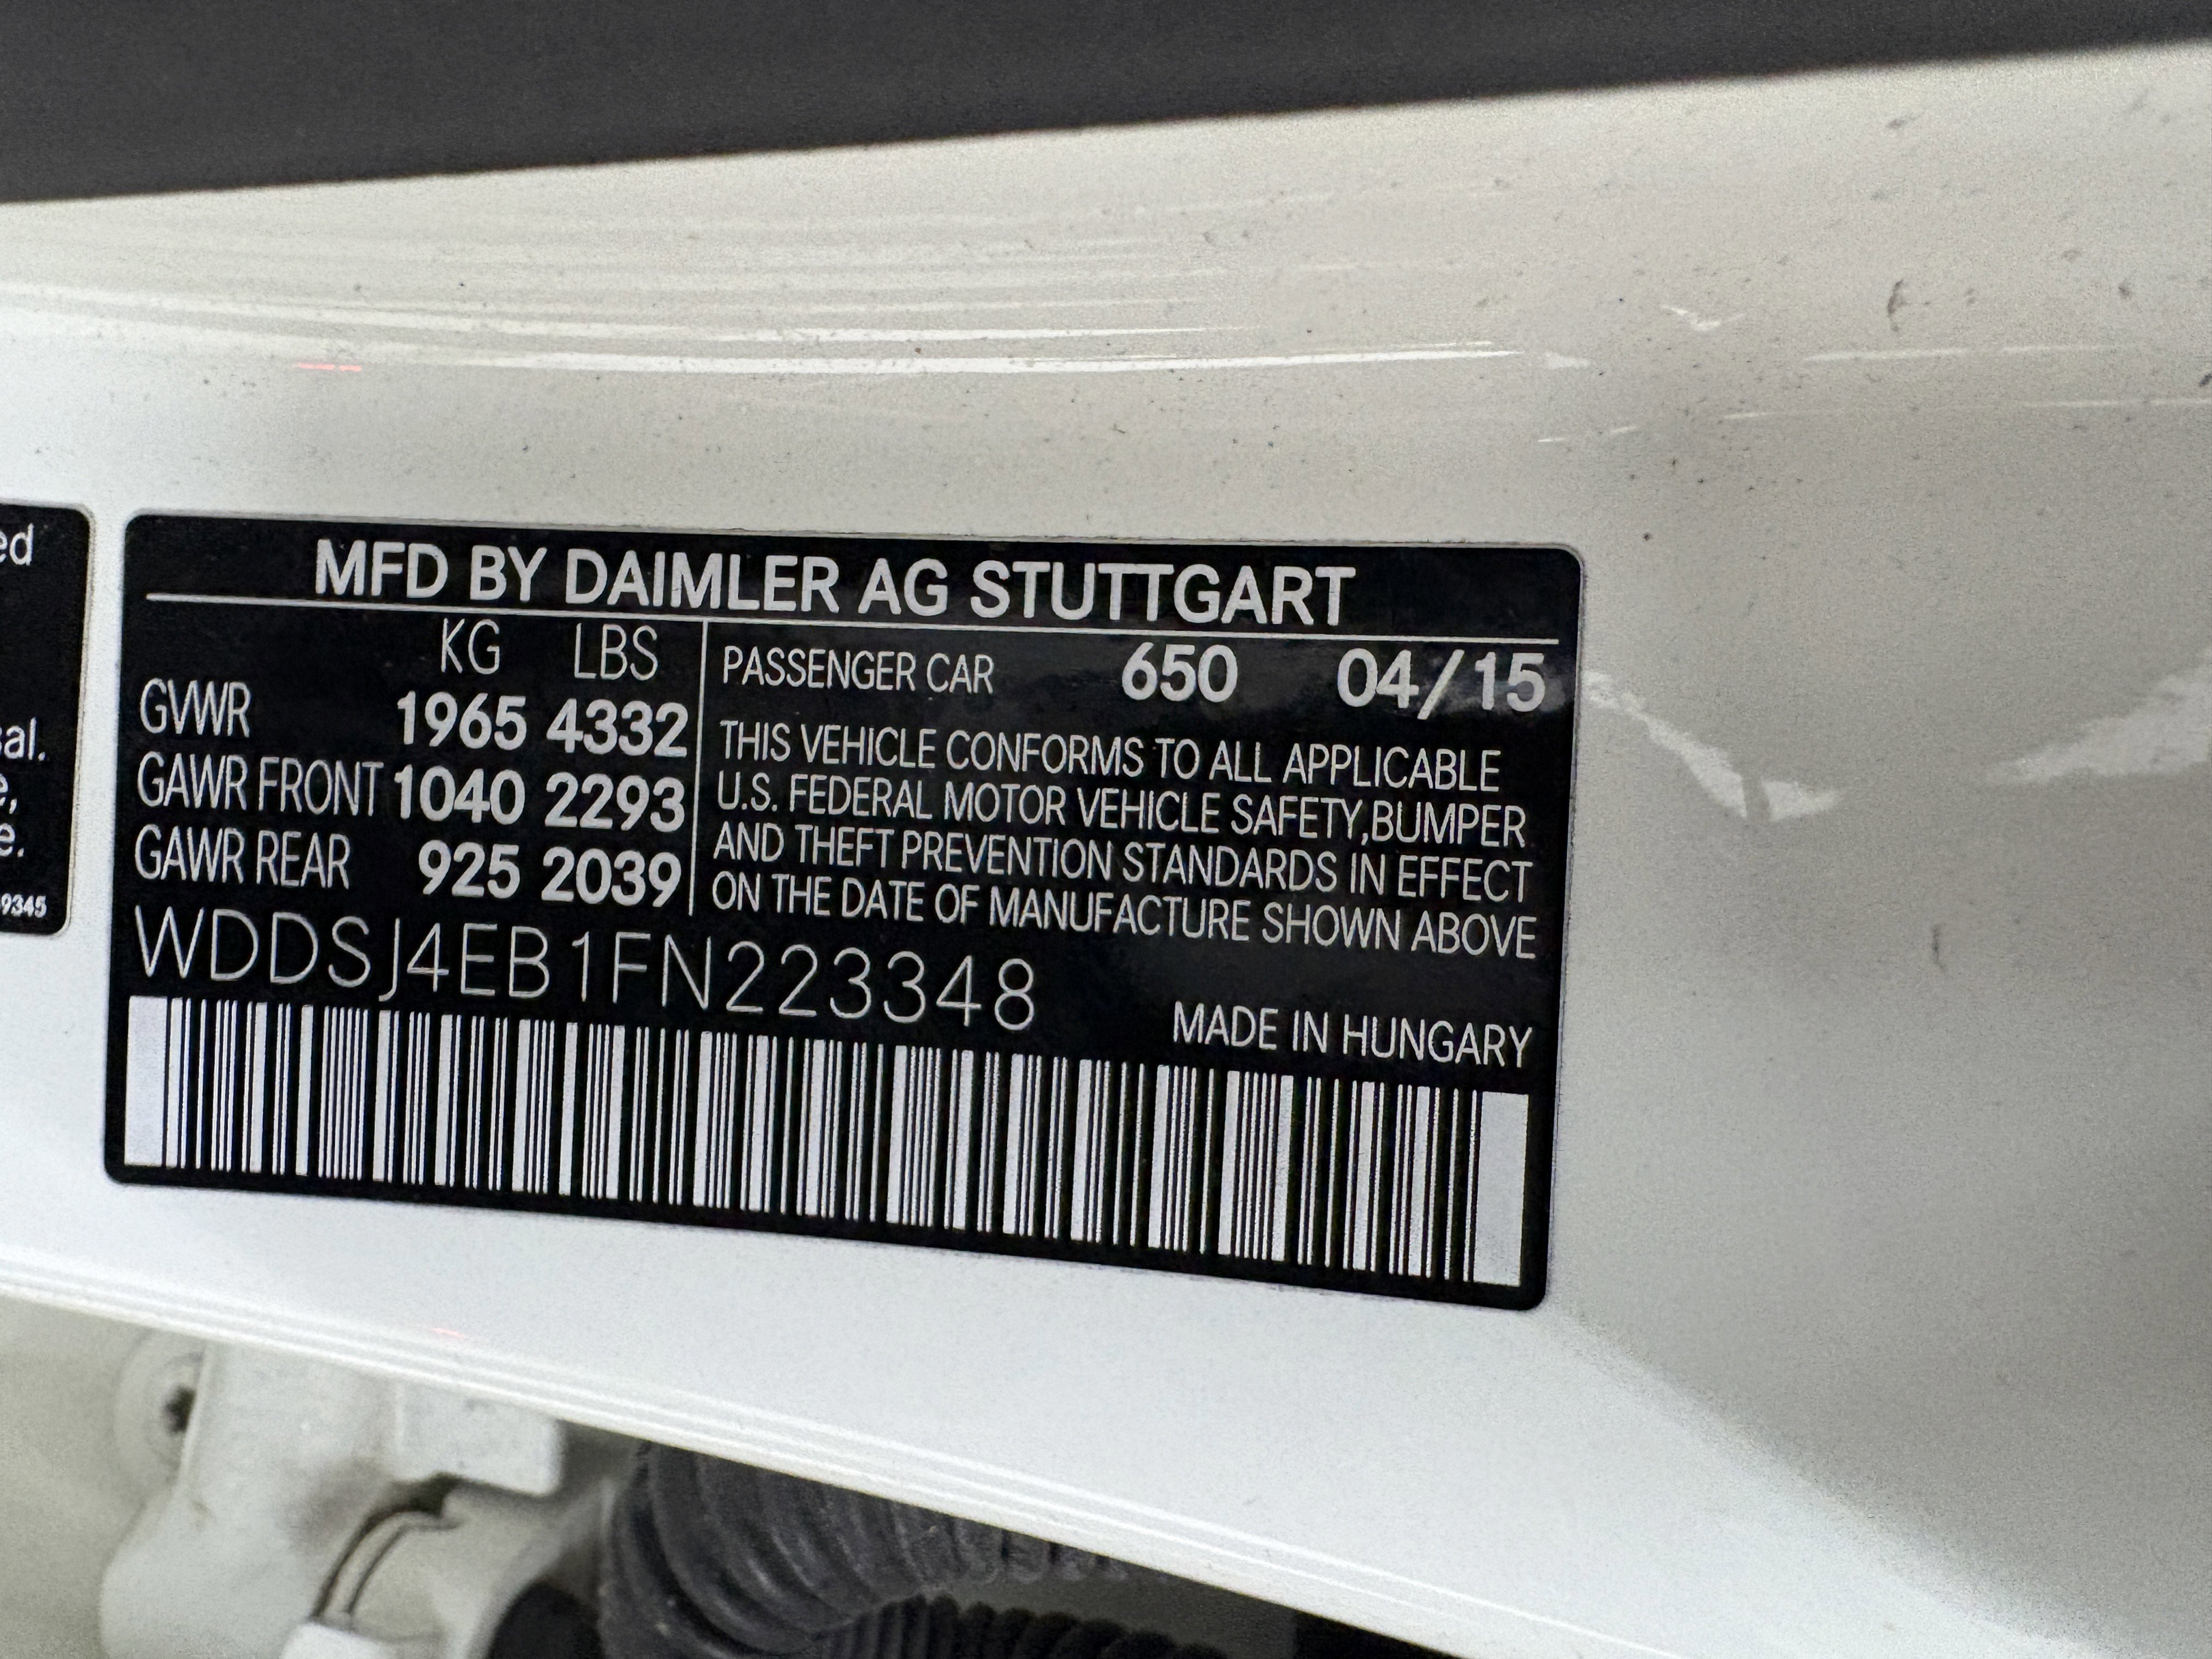 MFD BY DAIMLER AG STUTTGART
KG LBS
GVWR 1965 4332
GAWR FRONT 1040 2293
GAWR REAR 925 2039
PASSENGER CAR 650 04/15
THIS VEHICLE CONFORMS TO ALL APPLICABLE
U.S. FEDERAL MOTOR VEHICLE SAFETY,BUMPER
AND THEFT PREVENTION STANDARDS IN EFFECT
ON THE DATE OF MANUFACTURE SHOWN ABOVE
WDDSJ4EB1FN223348
MADE IN HUNGARY
9345